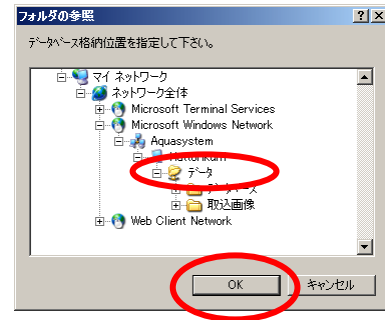 フォルダの参照
データベース格納位置を指定して下さい。
マイ ネットワーク
ネットワーク全体
Microsoft Terminal Services
Microsoft Windows Network
Aquasystem
データ
取込画像
Web Client Network
OK
キャンセル